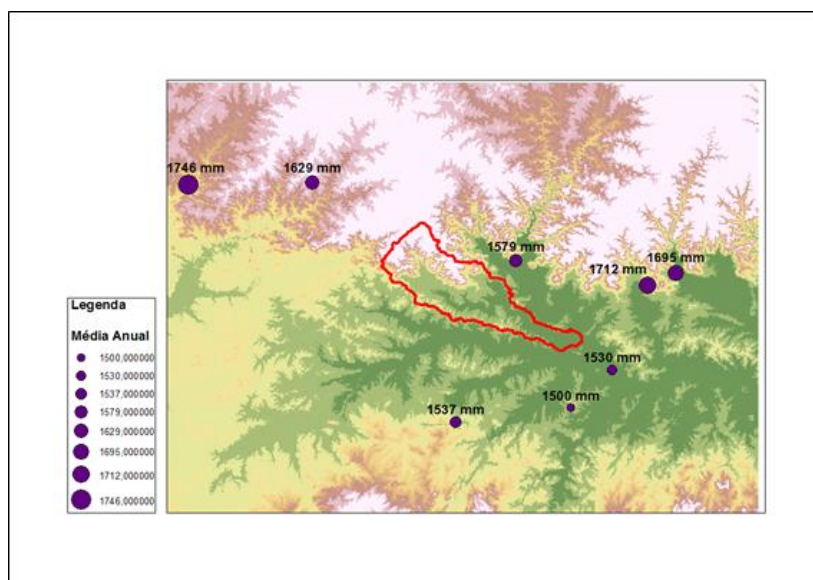 1746 mm
1629 mm
1579 mm
1695 mm
1712 mm
1530 mm
1500 mm
1537 mm
Legenda
Média Anual
1500,000000
1530,000000
1537,000000
1579,000000
1629,000000
1695,000000
1712,000000
1746,000000